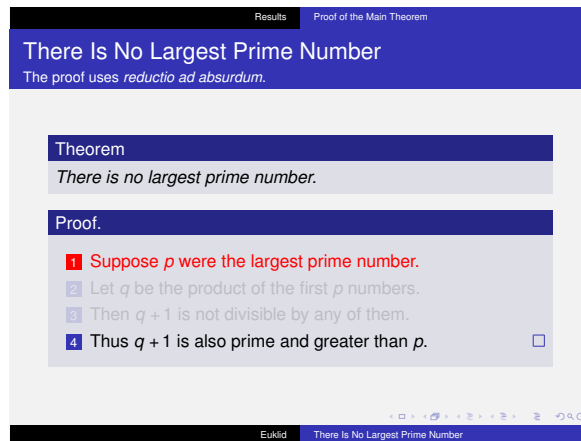 Results Proof of the Main Theorem
There Is No Largest Prime Number
The proof uses reductio ad absurdum.
Theorem
There is no largest prime number.
Proof.
1 Suppose p were the largest prime number.
2 Let q be the product of the first p numbers.
3 Then q + 1 is not divisible by any of them.
4 Thus q + 1 is also prime and greater than p. □
Euklid There Is No Largest Prime Number